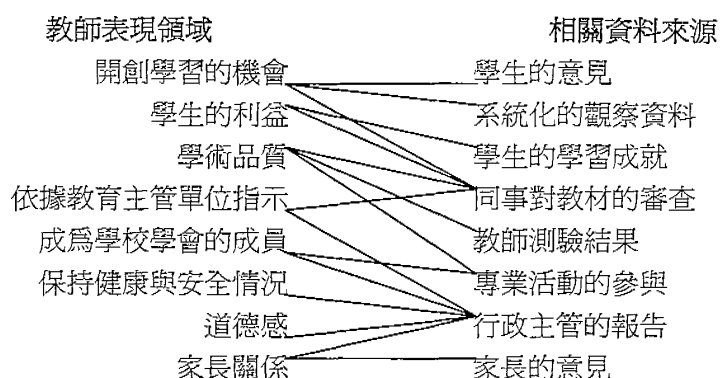 教師表現領域 相關資料來源
開創學習的機會 學生的意見
學生的利益 系統化的觀察資料
學術品質 學生的學習成就
依據教育主管單位指示 同事對教材的審查
成爲學校學會的成員 教師測驗結果
保持健康與安全情況 專業活動的參與
道德感 行政主管的報告
家長關係 家長的意見